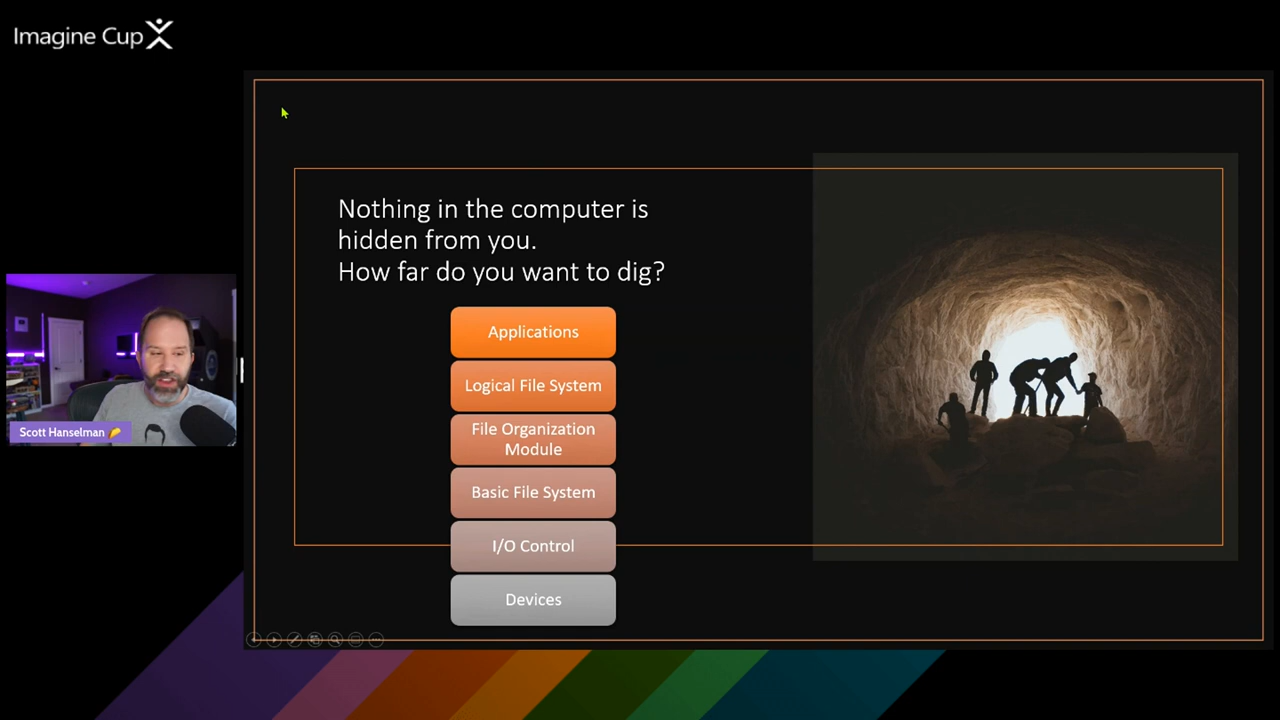 Imagine Cup
Nothing in the computer is
hidden from you.
How far do you want to dig?
Applications
Logical File System
File Organization
Module
Basic File System
I/O Control
Devices
Scott Hanselman 🌮